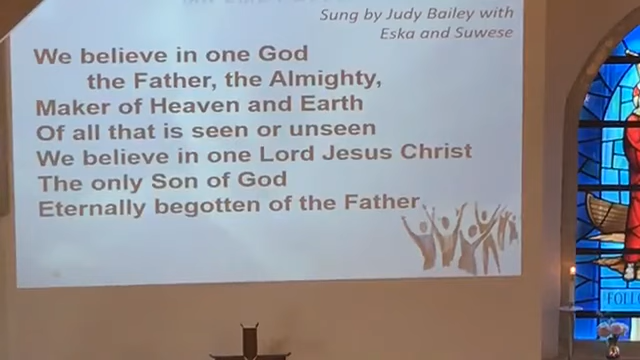 Sung by Judy Bailey with
Eska and Suwese
We believe in one God
the Father, the Almighty,
Maker of Heaven and Earth
Of all that is seen or unseen
We believe in one Lord Jesus Christ
The only Son of God
Eternally begotten of the Father